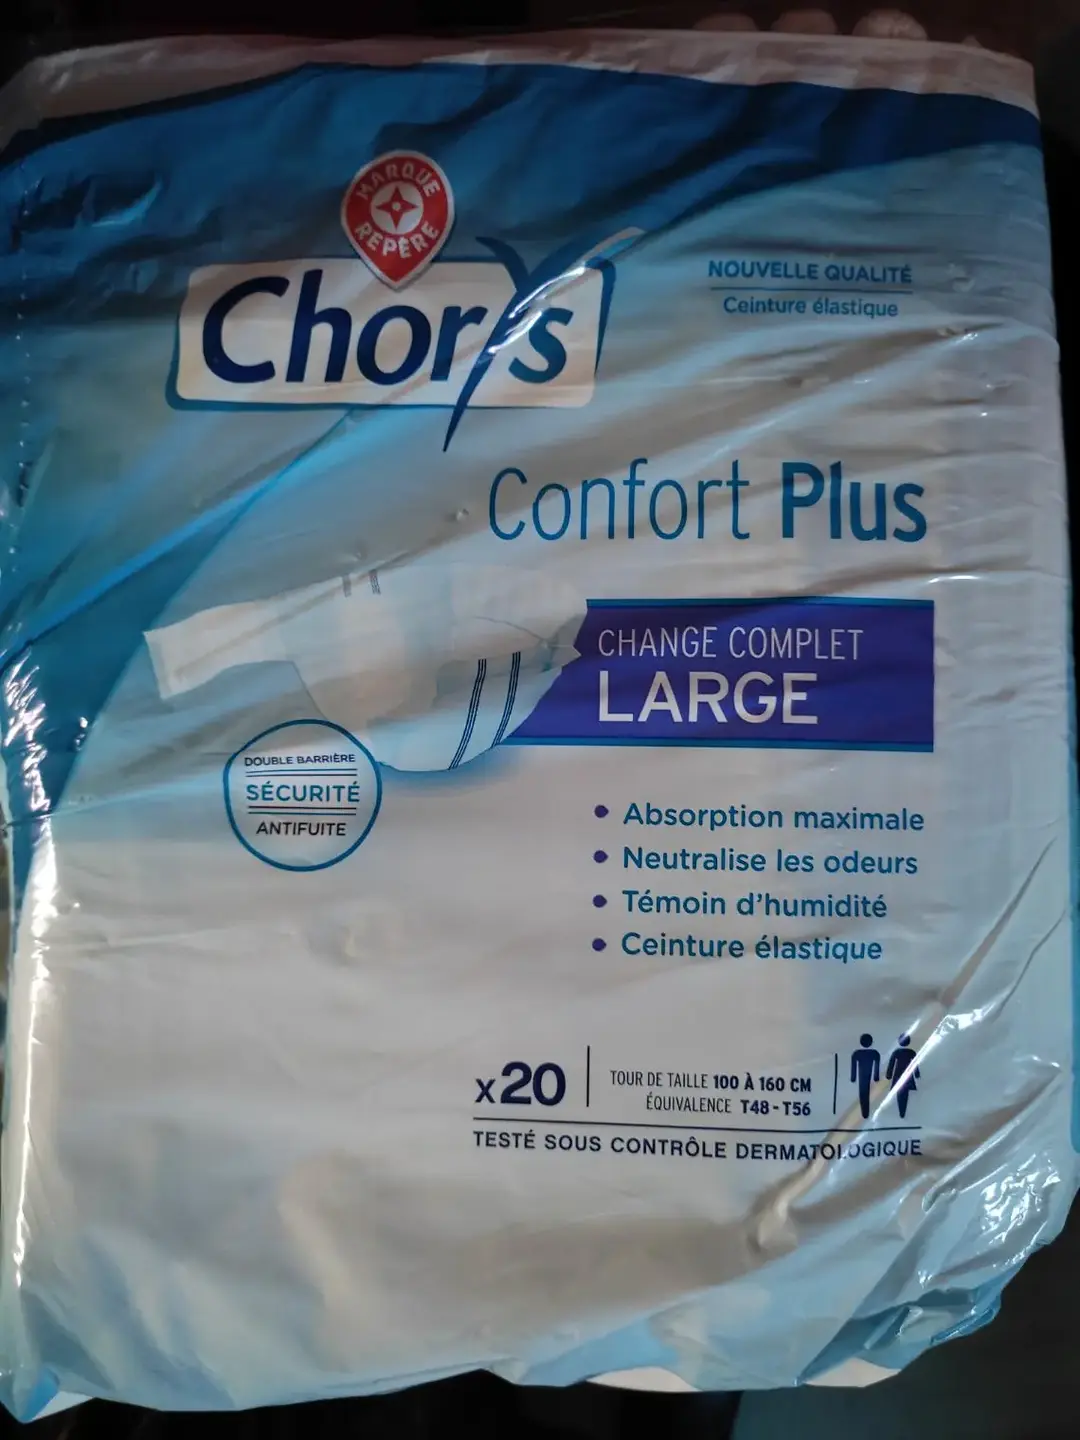 MARQUE
REPÈRE
Chorys
NOUVELLE QUALITÉ
Ceinture élastique
Confort Plus
CHANGE COMPLET
LARGE
DOUBLE BARRIÈRE
SÉCURITÉ
ANTIFUITE
• Absorption maximale
• Neutralise les odeurs
• Témoin d'humidité
• Ceinture élastique
x20
TOUR DE TAILLE 100 À 160 CM
ÉQUIVALENCE T48-T56
TESTÉ SOUS CONTRÔLE DERMATOLOGIQUE